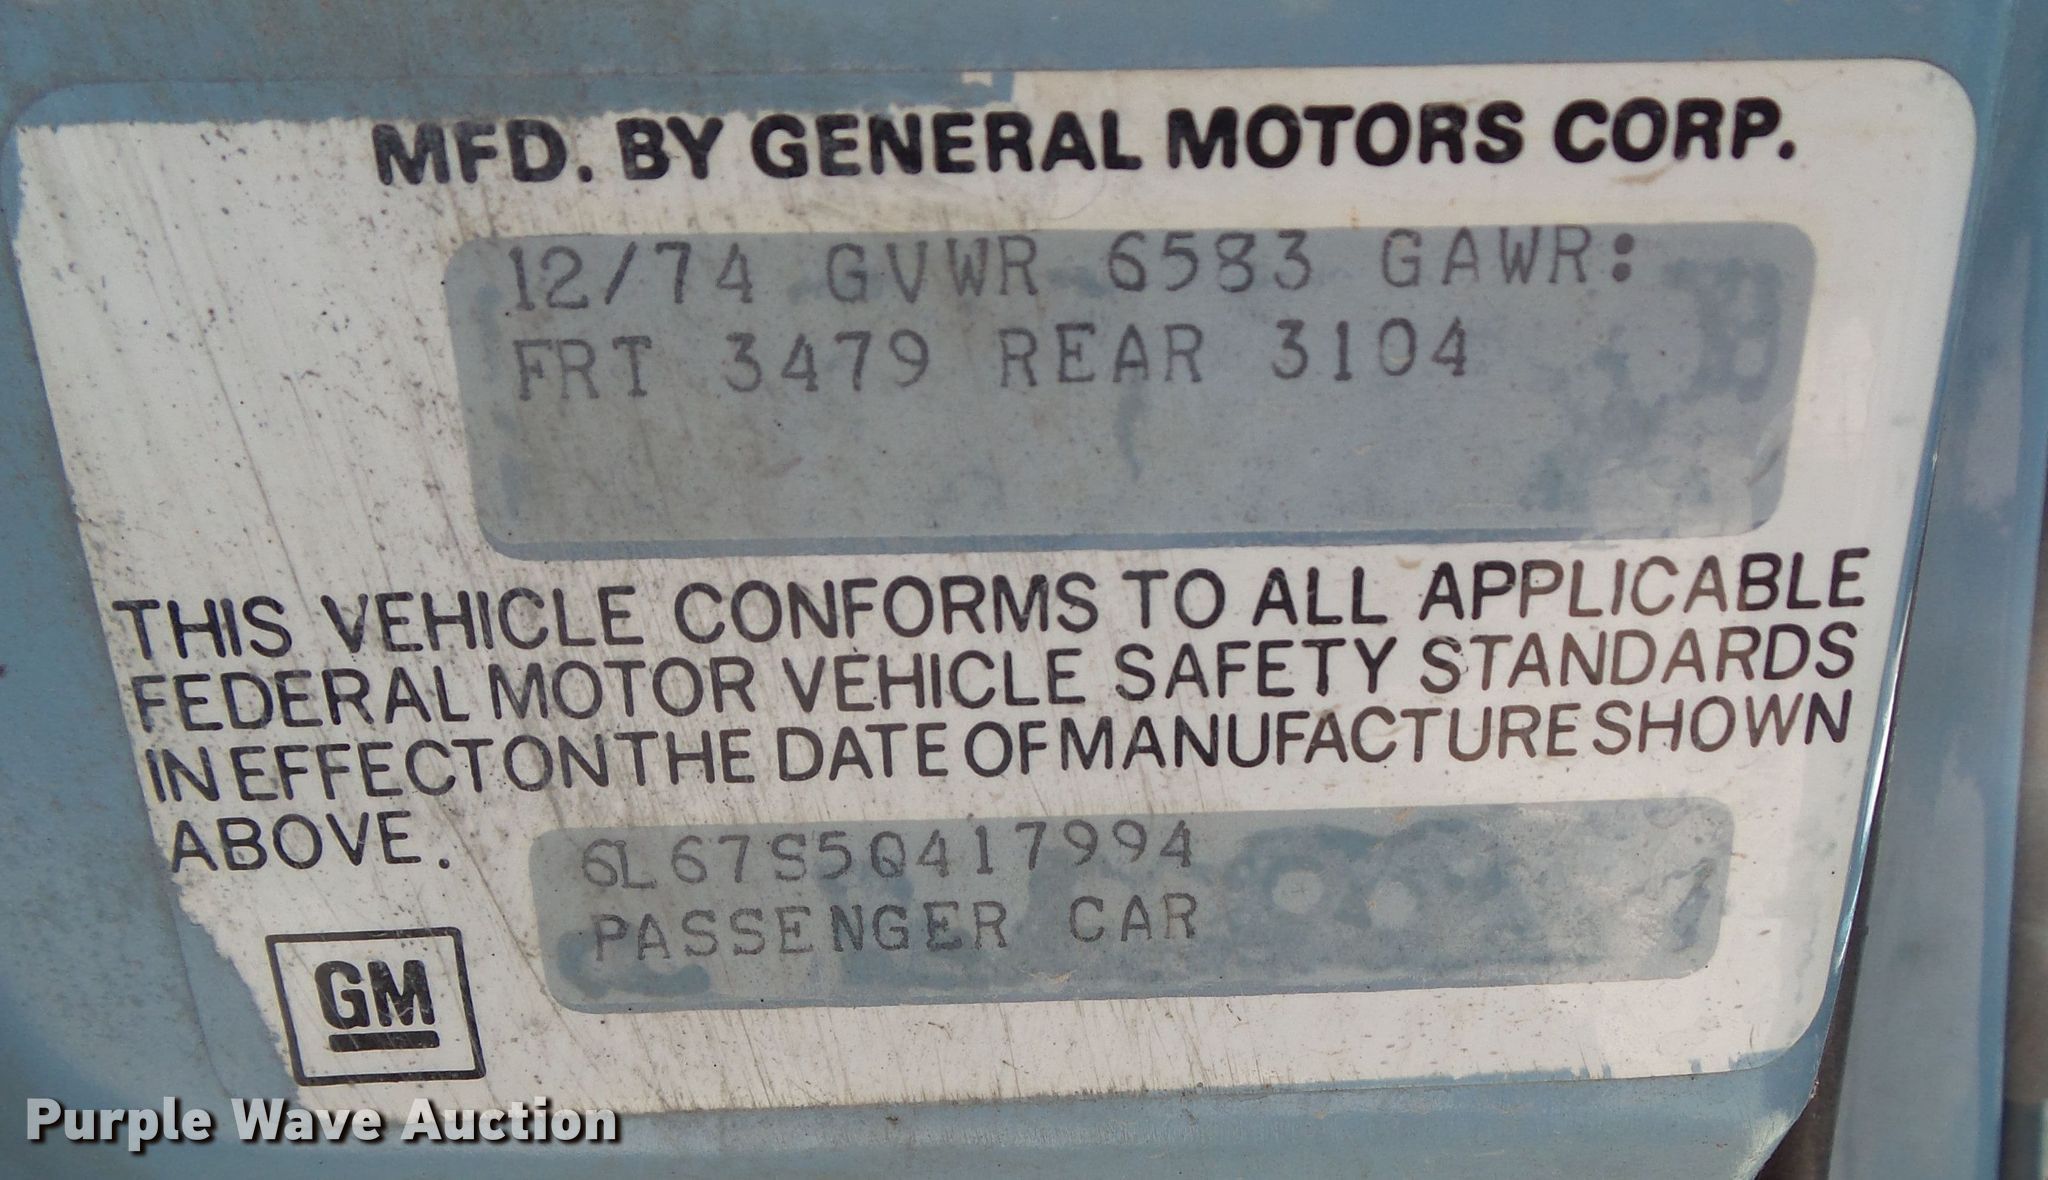 MFD. BY GENERAL MOTORS CORP.
12/74 GVWR 6583 GAWR:
FRT 3479 REAR 3104
THIS VEHICLE CONFORMS TO ALL APPLICABLE
FEDERAL MOTOR VEHICLE SAFETY STANDARDS
IN EFFECT ON THE DATE OF MANUFACTURE SHOWN
ABOVE.
6L67S5Q417994
PASSENGER CAR
GM
Purple Wave Auction